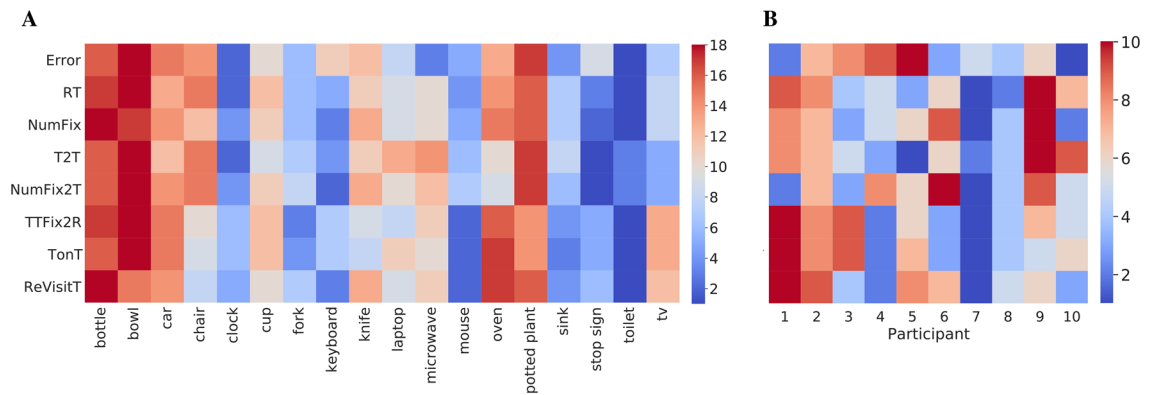 A
B
Error
RT
NumFix
T2T
NumFix2T
TTFix2R
TonT
ReVisitT
18
16
14
12
10
8
6
4
2
10
8
6
4
2
bottle
bowl
car
chair
clock
cup
fork
keyboard
knife
laptop
microwave
mouse
oven
potted plant
sink
stop sign
toilet
tv
1 2 3 4 5 6 7 8 9 10
Participant